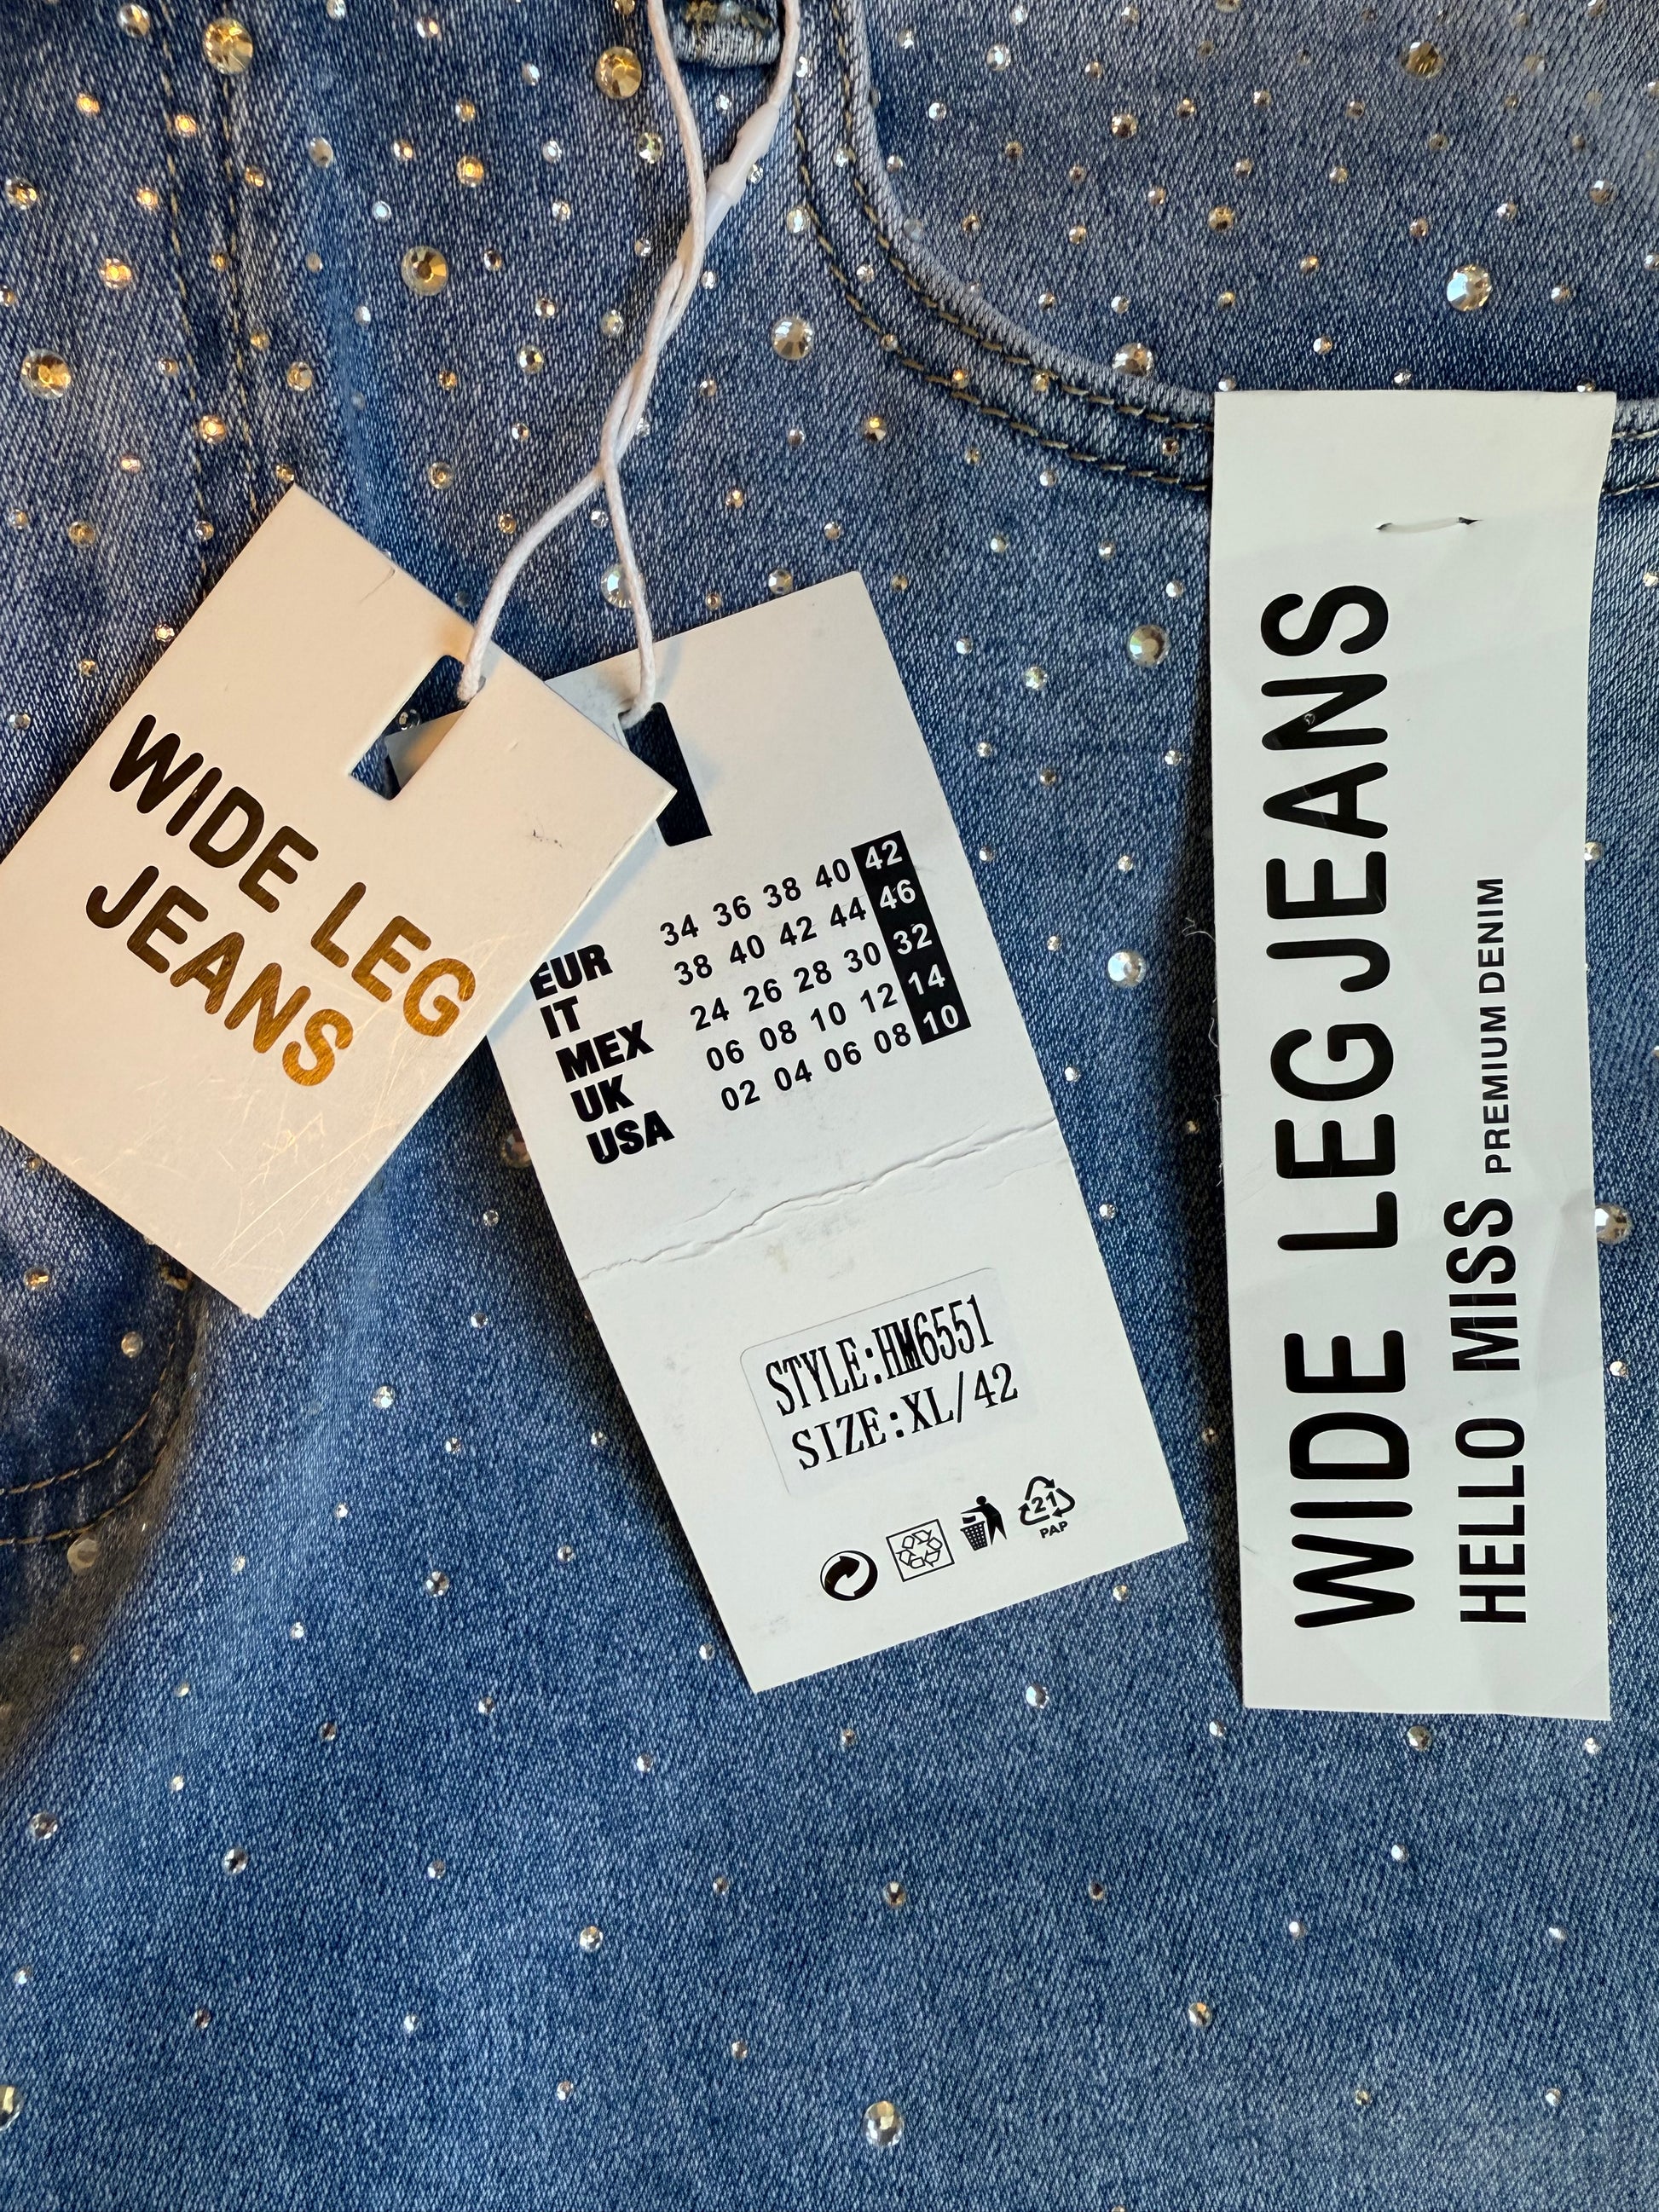 WIDE LEG
JEANS
EUR 34 36 38 40 42
IT 38 40 42 44 46
MEX 24 26 28 30 32
UK 06 08 10 12 14
USA 02 04 06 08 10
STYLE:HM6551
SIZE:XL/42
21
PAP
WIDE LEG JEANS
HELLO MISS PREMIUM DENIM